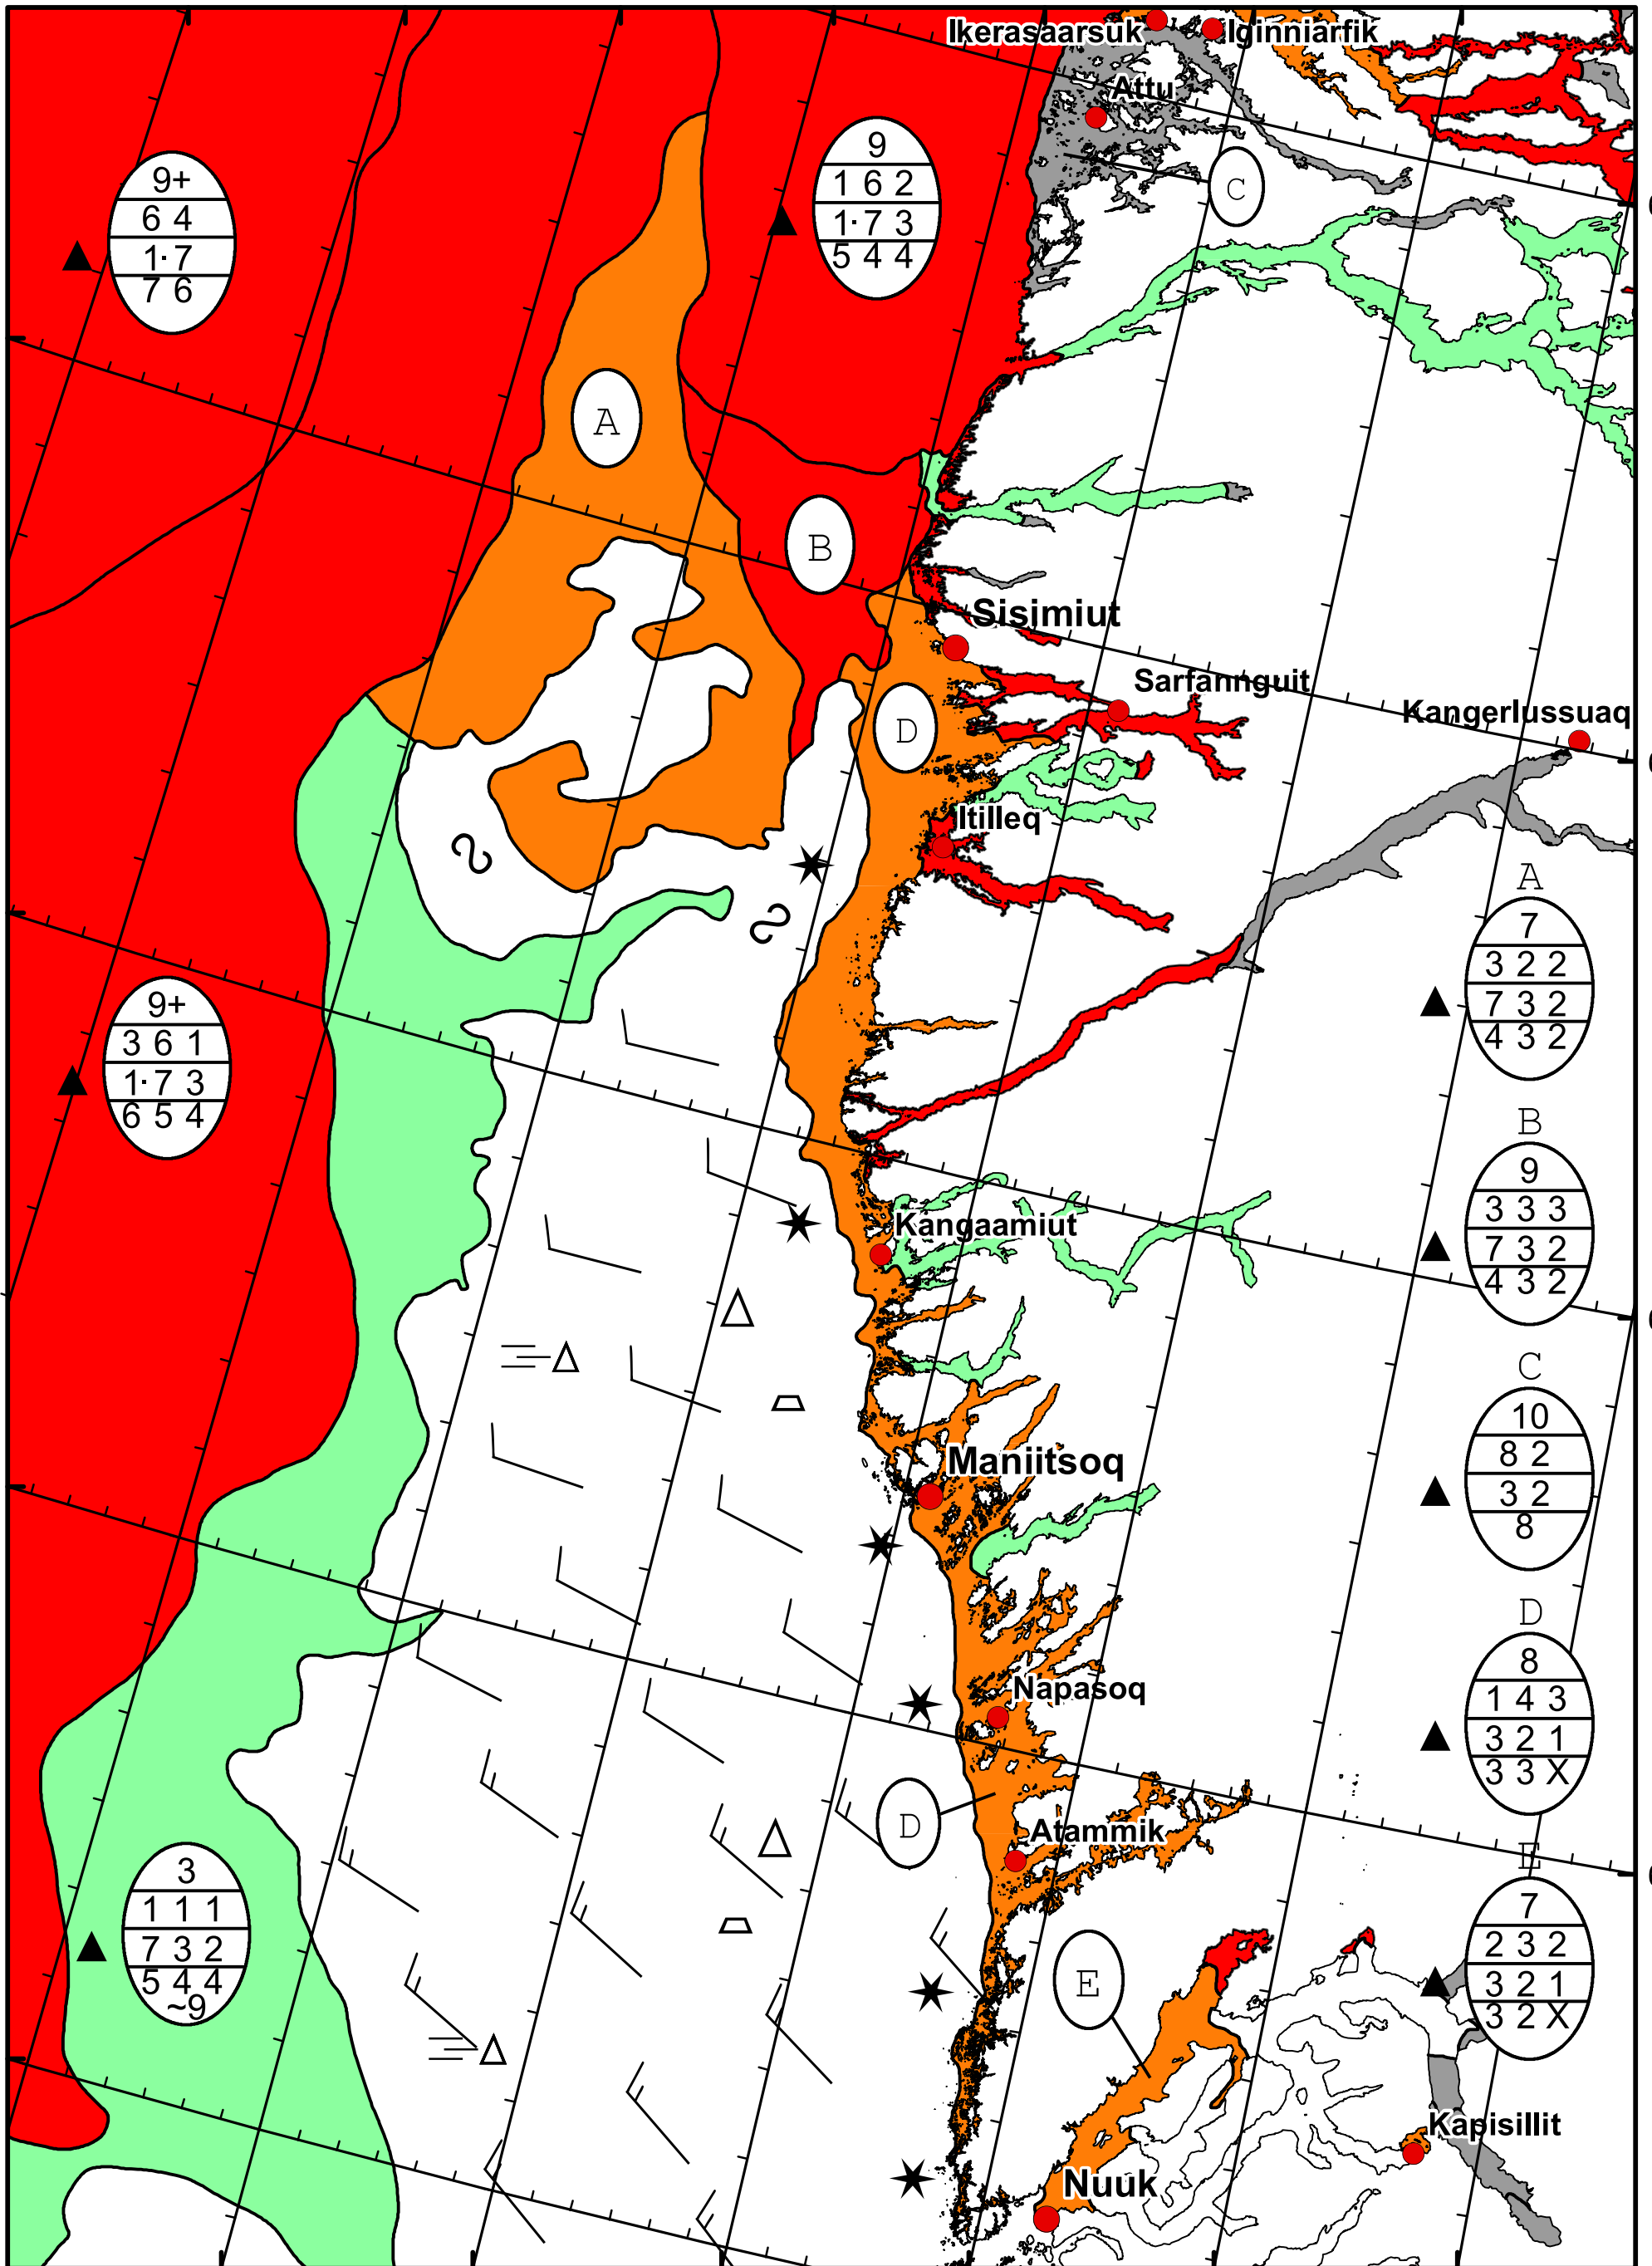 Ikerasaarsuk
Iginniarfik
Attu
9+
6 4
1· 7
7 6
9
1 6 2
1· 7 3
5 4 4
C
A
B
Sisimiut
Sarfannguit
Kangerlussuaq
D
Itilleq
9+
3 6 1
1· 7 3
6 5 4
A
7
3 2 2
7 3 2
4 3 2
B
9
3 3 3
7 3 2
4 3 2
Kangaamiut
C
10
8 2
3 2
8
Maniitsoq
D
8
1 4 3
3 2 1
3 3 X
Napasoq
D
Atammik
3
1 1 1
7 3 2
5 4 4
~9
E
7
2 3 2
3 2 1
3 2 X
E
Kapisillit
Nuuk